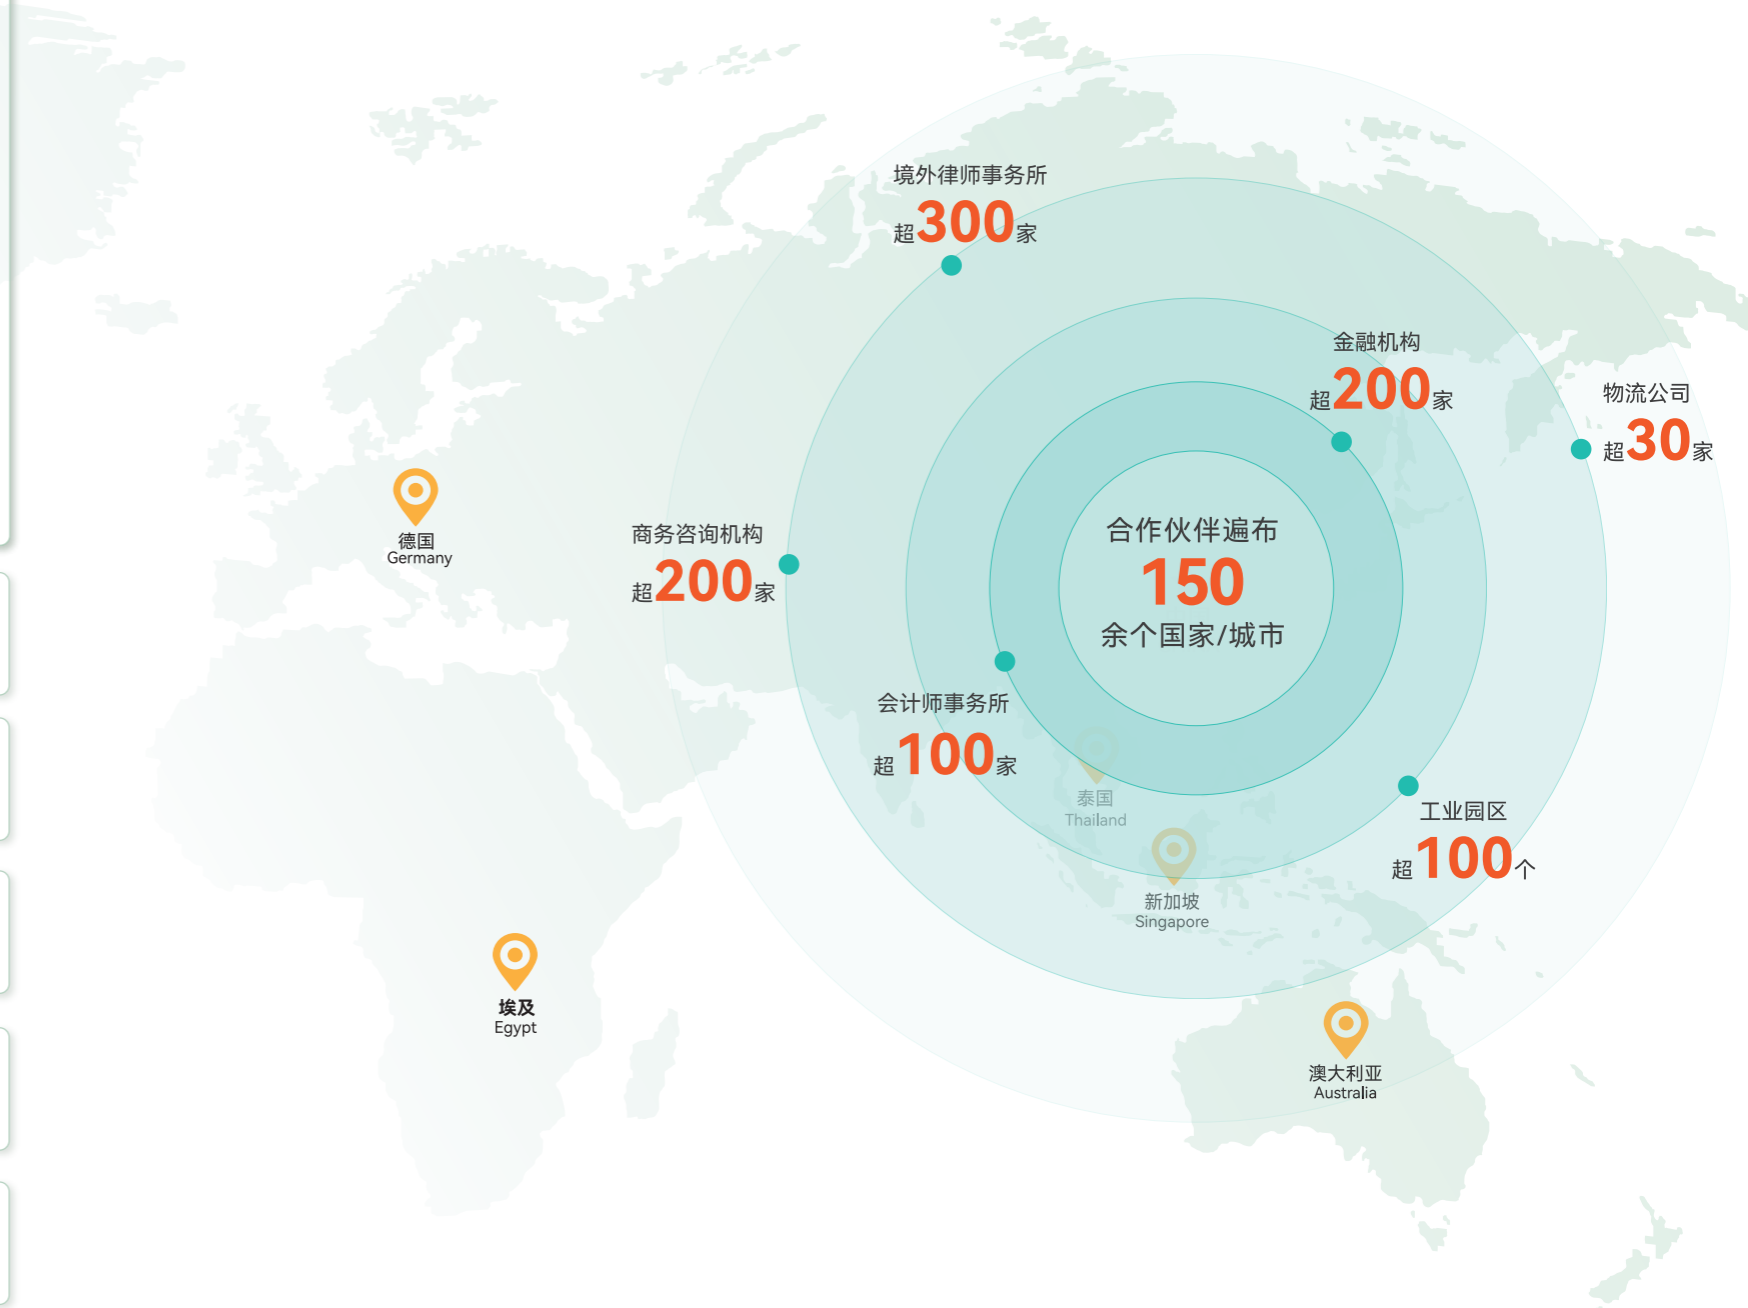 境外律师事务所
超300家
金融机构
超200家
物流公司
超30家
德国
Germany
商务咨询机构
超200家
合作伙伴遍布
150
余个国家/城市
会计师事务所
超100家
泰国
Thailand
工业园区
超100个
新加坡
Singapore
埃及
Egypt
澳大利亚
Australia